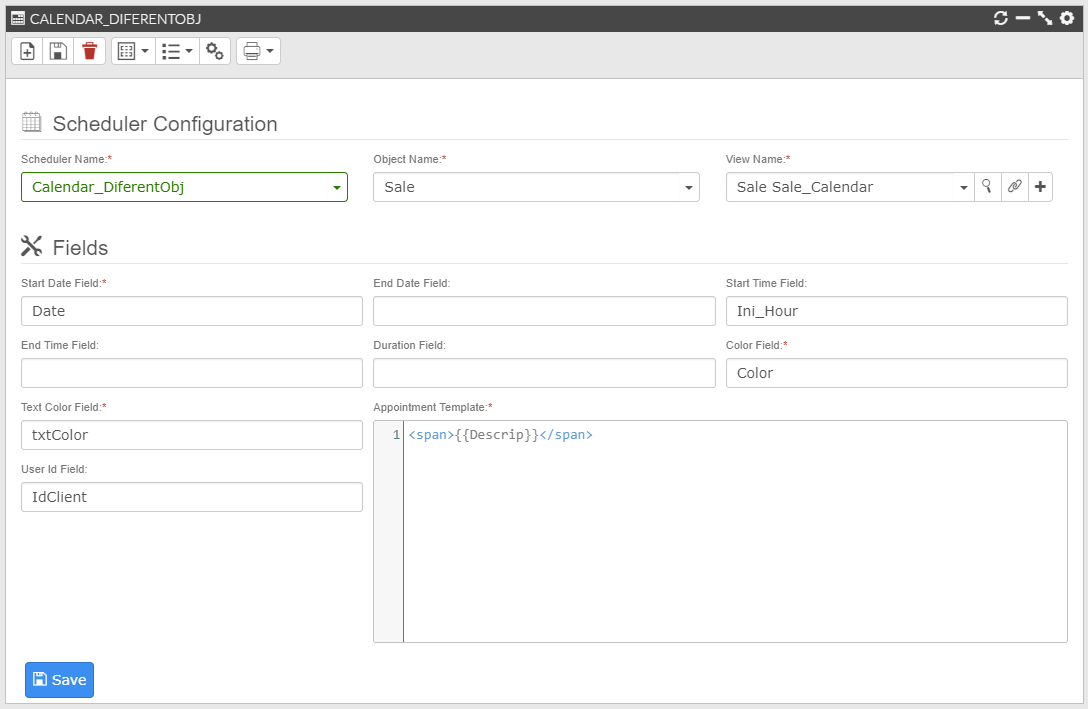 CALENDAR_DIFERENTOBJ
Scheduler Configuration
Scheduler Name:* Object Name:* View Name:*
Calendar_DiferentObj Sale Sale Sale_Calendar
Fields
Start Date Field:* End Date Field: Start Time Field:
Date Ini_Hour
End Time Field: Duration Field: Color Field:*
Color
Text Color Field:* Appointment Template:*
txtColor 1 <span>{{Descrip}}</span>
User Id Field:
IdClient
Save